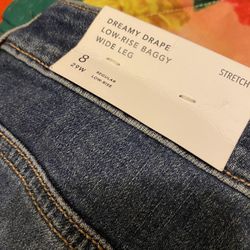 DREAMY DRAPE
LOW-RISE BAGGY
WIDE LEG
STRETCH
8
29W
REGULAR
LOW-RISE